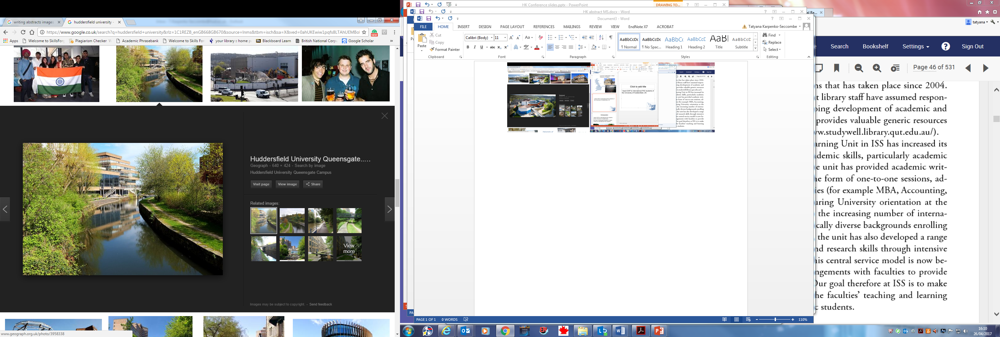 writing abstracts images
huddersfield university -
https://www.google.co.uk/search?q=huddersfield+university&rlz=1C1REZB_enGB668GB670&source=lnms&tbm=isch&sa=X&ved=0ahUKEwiw1pqfs8LTAhUEMBo
NEW
Apps
Welcome to SkillsForg
Plagiarism Checker
Academic Phrasebank
Welcome to Skills For
your library :: home p
Blackboard Learn
British National Corpu
Google Scholar
»
Huddersfield University Queensgate.....
Geograph - 640 × 424 - Search by image
Huddersfield University Queensgate Campus
Visit page
View image
Share
Related images:
View
more
Images may be subject to copyright. - Send feedback
www.geograph.org.uk/photo/3958338
HK Conference slides.pptx - PowerPoint
DRAWING TO...
HK abstract MS.docx - Word
Document3 - Word
FILE
HOME
INSERT
DESIGN
PAGE LAYOUT
REFERENCES
MAILINGS
REVIEW
VIEW
EndNote X7
ACROBAT
Tatyana Karpenko-Seccombe
Paste
Cut
Copy
Format Painter
Clipboard
Calibri (Body)
11
Font
Paragraph
AaBbCcDc
¶ Normal
AaBbCcDc
¶ No Spac...
AaBbCc
Heading 1
AaBbCcD
Heading 2
AaBl
Title
AaBbCcD
Subtitle
Styles
Find
Replace
Select
Editing
Click to add title
I teach EAP to international PhD students of
the University of Huddersfield, UK
Introduction
PAGE 1 OF 1
0 WORDS
110%
tatyana
Search
Bookshelf
Settings
Sign Out
Page 46 of 531
ns that has taken place since 2004.
t library staff have assumed respon-
oing development of academic and
provides valuable generic resources
vw.studywell.library.qut.edu.au/).
arning Unit in ISS has increased its
demic skills, particularly academic
e unit has provided academic writ-
ne form of one-to-one sessions, ad-
ies (for example MBA, Accounting,
uring University orientation at the
the increasing number of interna-
cally diverse backgrounds enrolling
the unit has also developed a range
nd research skills through intensive
his central service model is now be-
ngements with faculties to provide
Our goal therefore at ISS is to make
he faculties' teaching and learning
c students.
16:10
26/04/2017